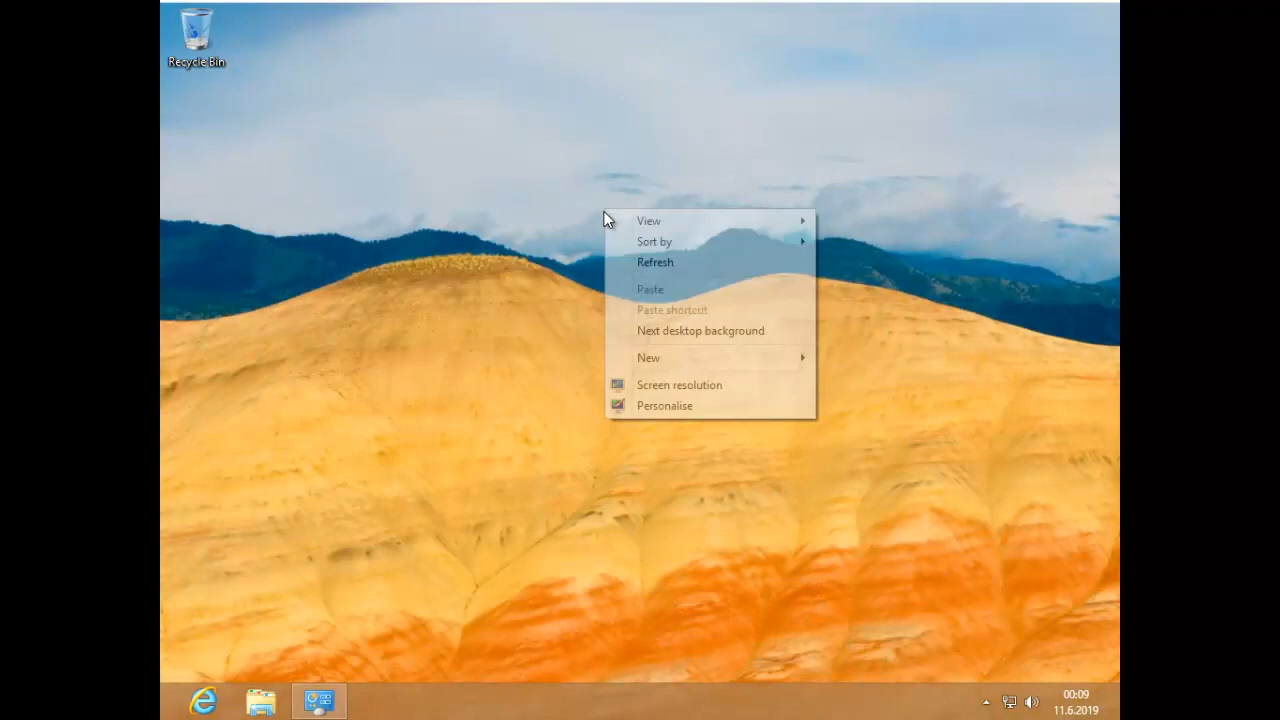 Recycle Bin
View
Sort by
Refresh
Paste
Paste shortcut
Next desktop background
New
Screen resolution
Personalise
00:09
11.6.2019